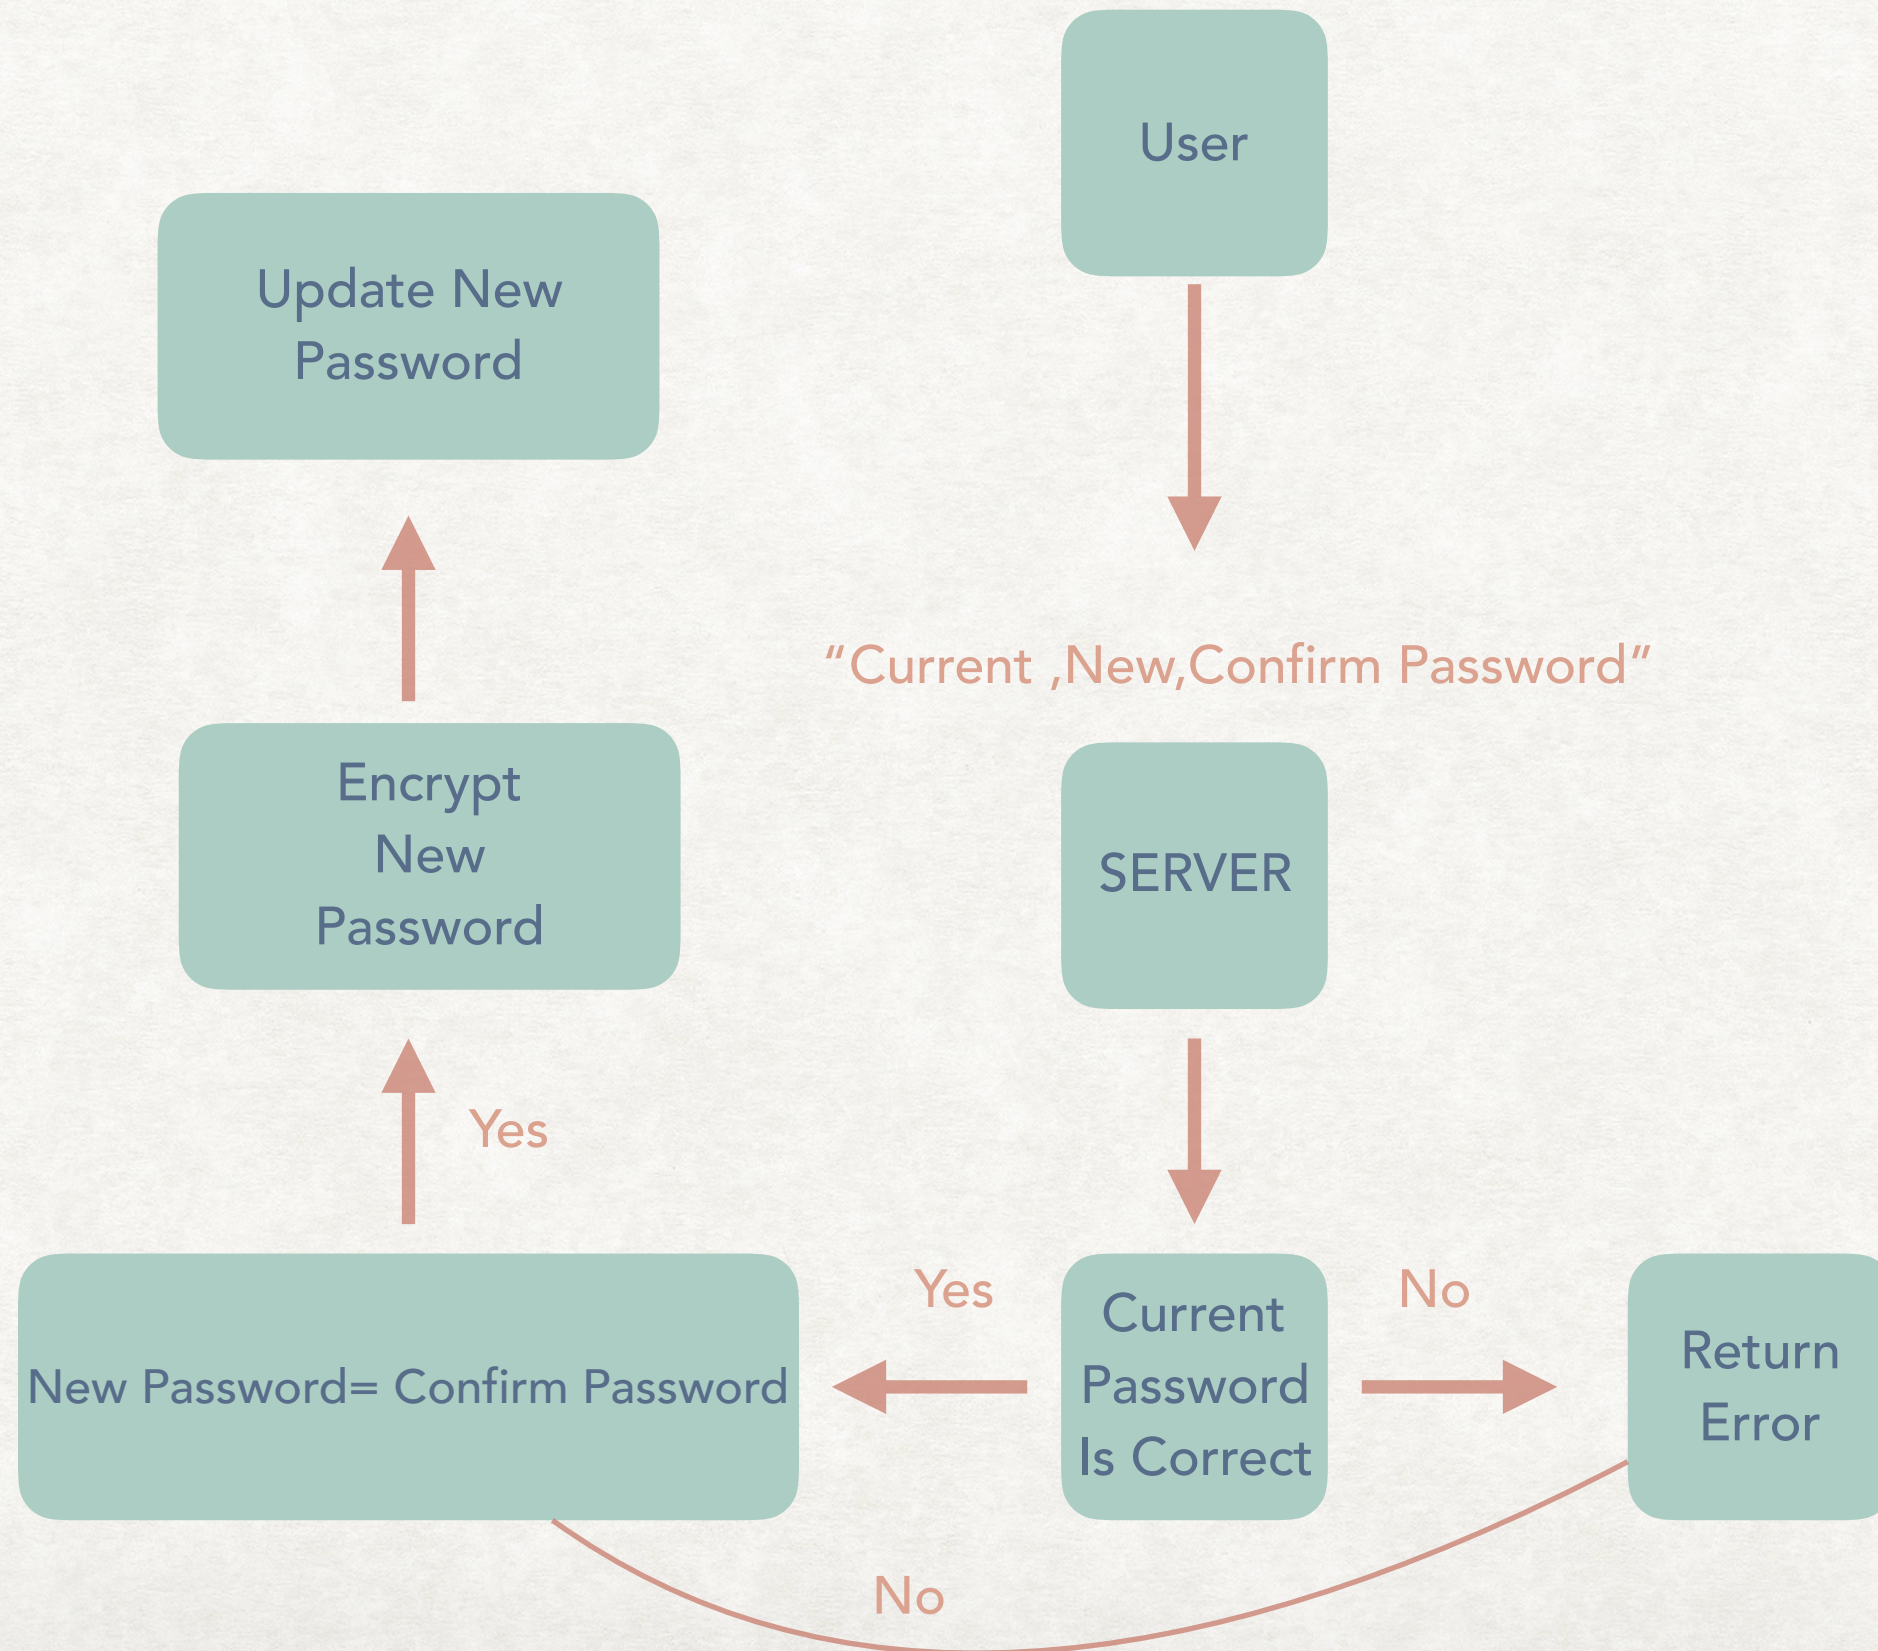 User
Update New
Password
“Current ,New,Confirm Password”
Encrypt
New
Password
SERVER
Yes
Yes
No
Current
Password
Is Correct
Return
Error
New Password= Confirm Password
No